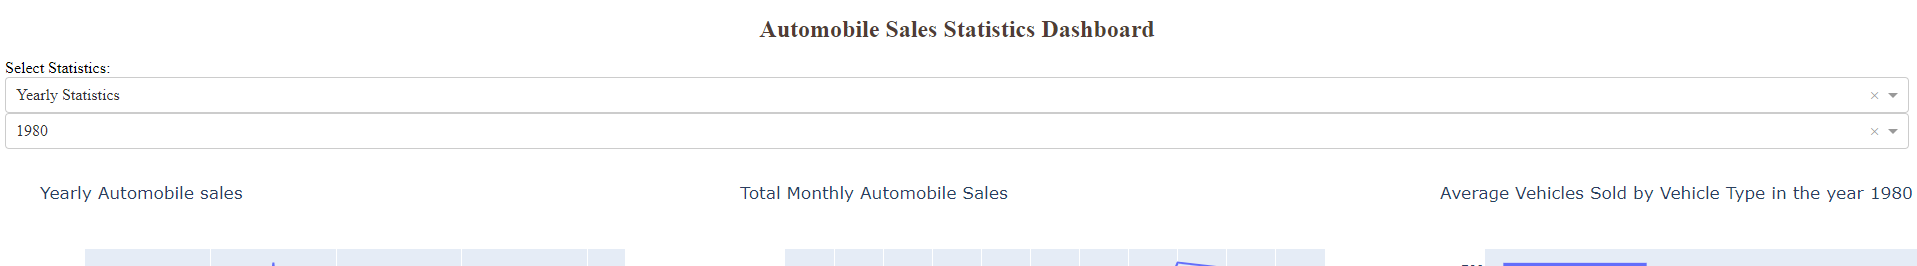 Automobile Sales Statistics Dashboard
Select Statistics:
Yearly Statistics
1980
Yearly Automobile sales
Total Monthly Automobile Sales
Average Vehicles Sold by Vehicle Type in the year 1980